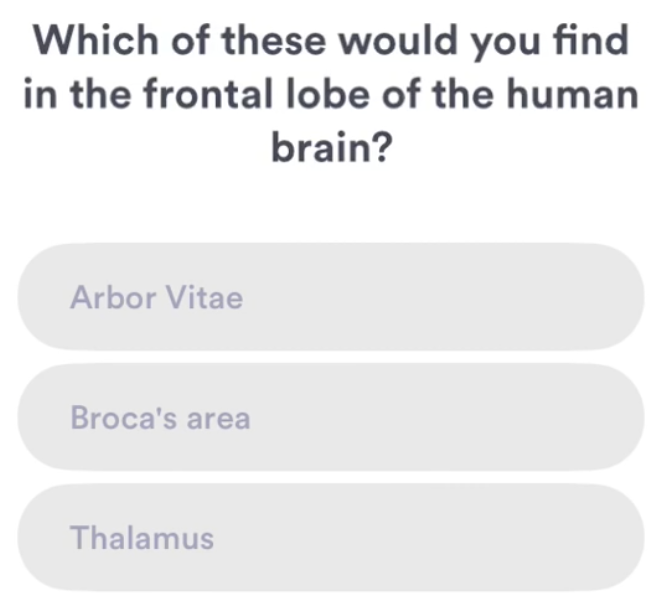 Which of these would you find
in the frontal lobe of the human
brain?
Arbor Vitae
Broca's area
Thalamus